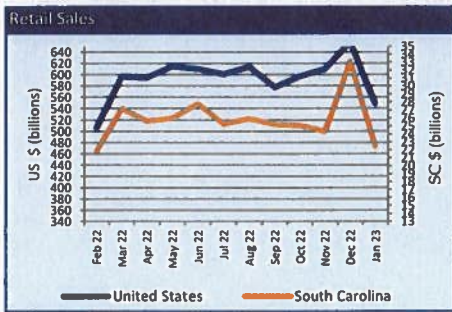 Retail Sales
US $ (billions)
640
620
600
580
560
540
520
500
480
460
440
420
400
380
360
340
35
34
33
32
31
30
29
28
27
26
25
24
23
22
21
20
19
18
17
16
15
14
13
SC $ (billions)
Feb 2
Mar 22
Apr 22
May 22
Jun 22
Jul 22
Aug 22
Sep 22
Oct 22
Nov 22
Dec 22
Jan 23
United States
South Carolina